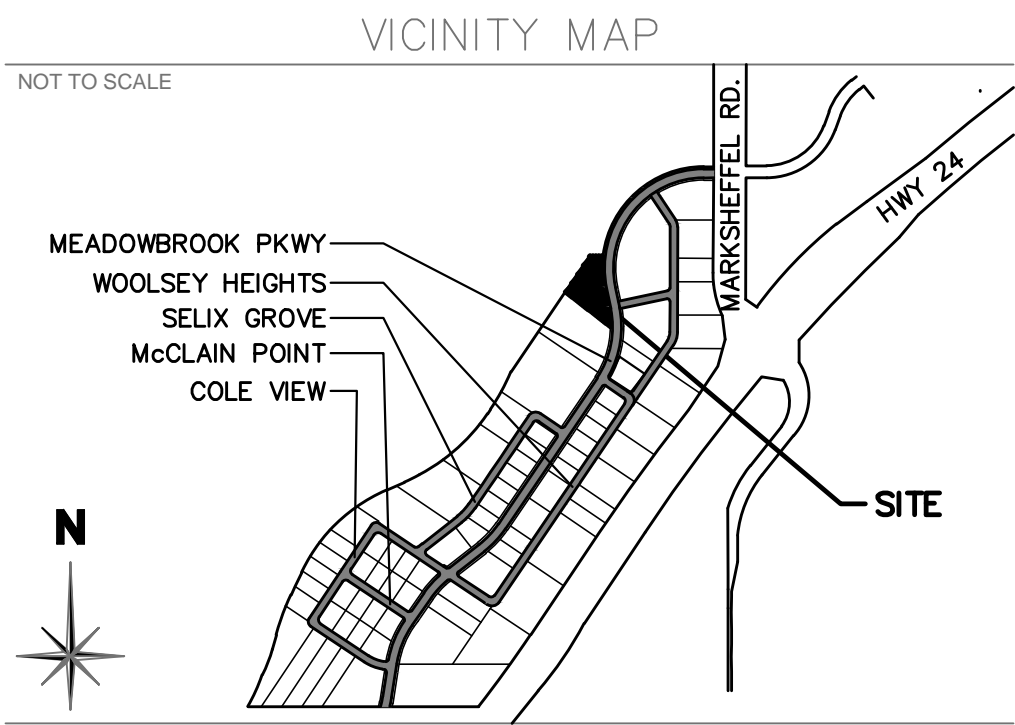 VICINITY MAP
NOT TO SCALE
MARKSHEFFEL RD.
HWY 24
MEADOWBROOK PKWY
WOOLSEY HEIGHTS
SELIX GROVE
McCLAIN POINT
COLE VIEW
SITE
N